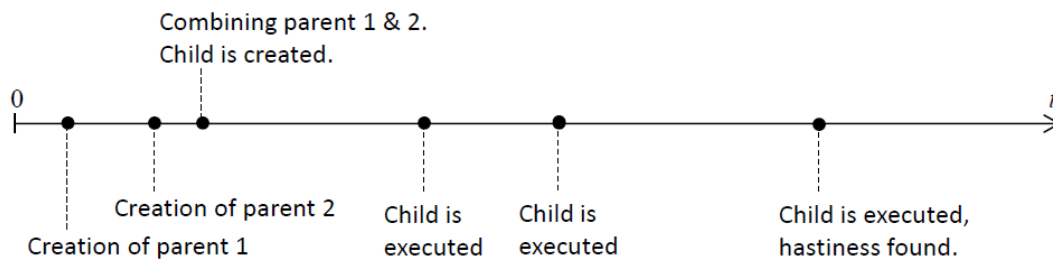 Combining parent 1 & 2.
Child is created.
0
t
Creation of parent 2
Creation of parent 1
Child is
executed
Child is
executed
Child is executed,
hastiness found.